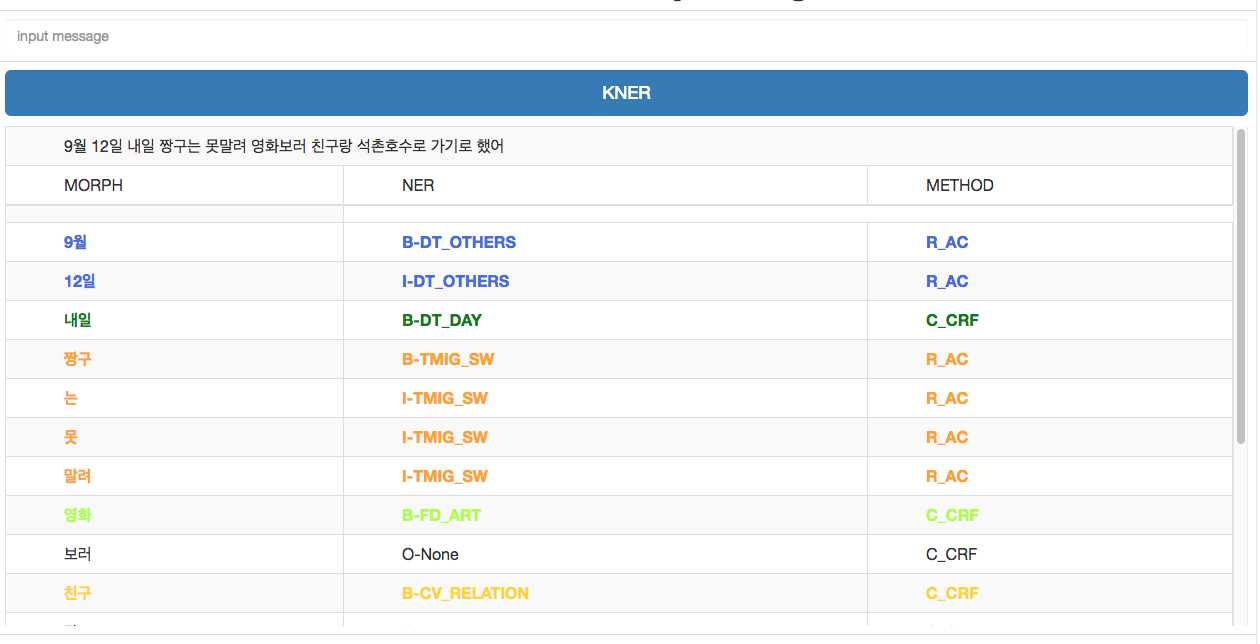 input message
KNER
9월 12일 내일 짱구는 못말려 영화보러 친구랑 석촌호수로 가기로 했어
MORPH NER METHOD
9월 B-DT_OTHERS R_AC
12일 I-DT_OTHERS R_AC
내일 B-DT_DAY C_CRF
짱구 B-TMIG_SW R_AC
는 I-TMIG_SW R_AC
못 I-TMIG_SW R_AC
말려 I-TMIG_SW R_AC
영화 B-FD_ART C_CRF
보러 O-None C_CRF
친구 B-CV_RELATION C_CRF